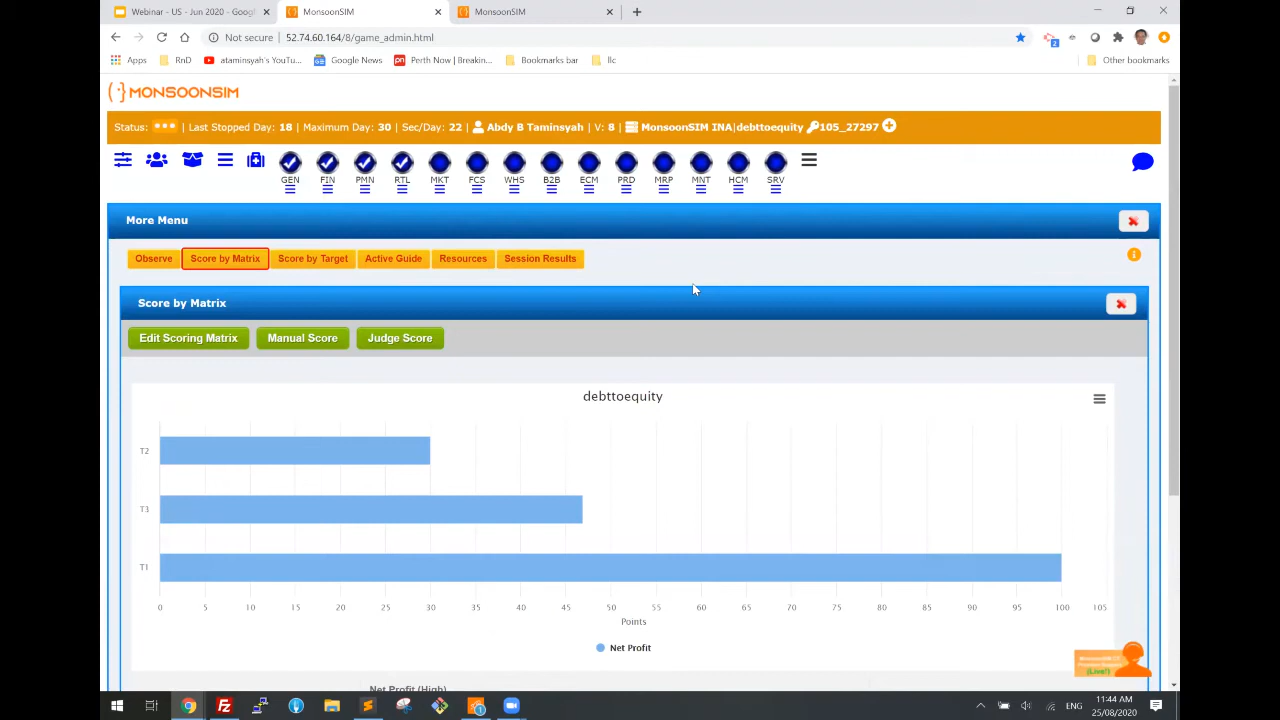 Webinar - US - Jun 2020 - Googl
MonsoonSIM
MonsoonSIM
Not secure | 52.74.60.164/8/game_admin.html
Apps
RnD
ataminsyah's YouTu...
Google News
Perth Now | Breakin...
Bookmarks bar
llc
Other bookmarks
MONSOONSIM
Status: | Last Stopped Day: 18 | Maximum Day: 30 | Sec/Day: 22 | Abdy B Taminsyah | V: 8 | MonsoonSIM INA|debttoequity 105_27297
GEN FIN PMN RTL MKT FCS WHS B2B ECM PRD MRP MNT HCM SRV
More Menu
Observe Score by Matrix Score by Target Active Guide Resources Session Results
Score by Matrix
Edit Scoring Matrix Manual Score Judge Score
debttoequity
T2
T3
T1
0 5 10 15 20 25 30 35 40 45 50 55 60 65 70 75 80 85 90 95 100 105
Points
Net Profit
(Live!)
Net Profit (High)
ENG
11:44 AM
25/08/2020